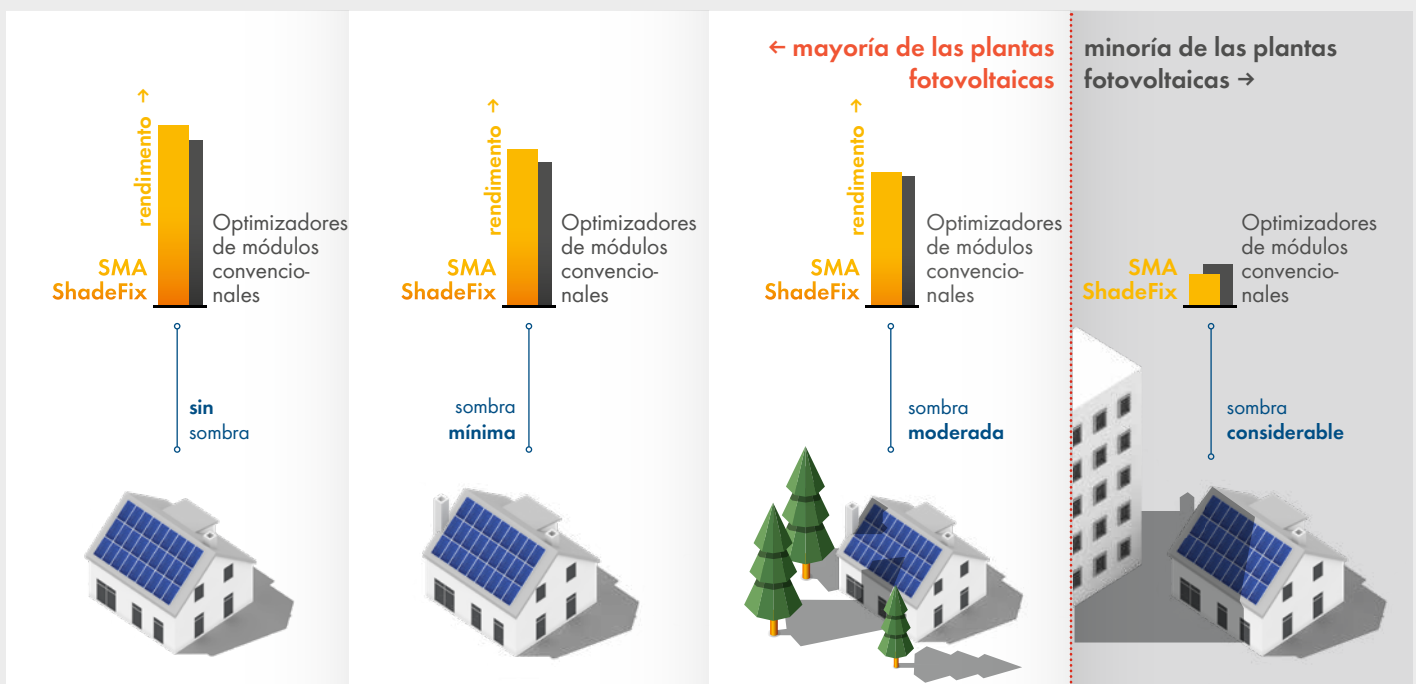 ← mayoría de las plantas
fotovoltaicas
minoría de las plantas
fotovoltaicas →
rendimento →
SMA
ShadeFix
Optimizadores
de módulos
convencio-
nales
sin
sombra
rendimento →
SMA
ShadeFix
Optimizadores
de módulos
convencio-
nales
sombra
mínima
rendimento →
SMA
ShadeFix
Optimizadores
de módulos
convencio-
nales
sombra
moderada
SMA
ShadeFix
Optimizadores
de módulos
convencio-
nales
sombra
considerable